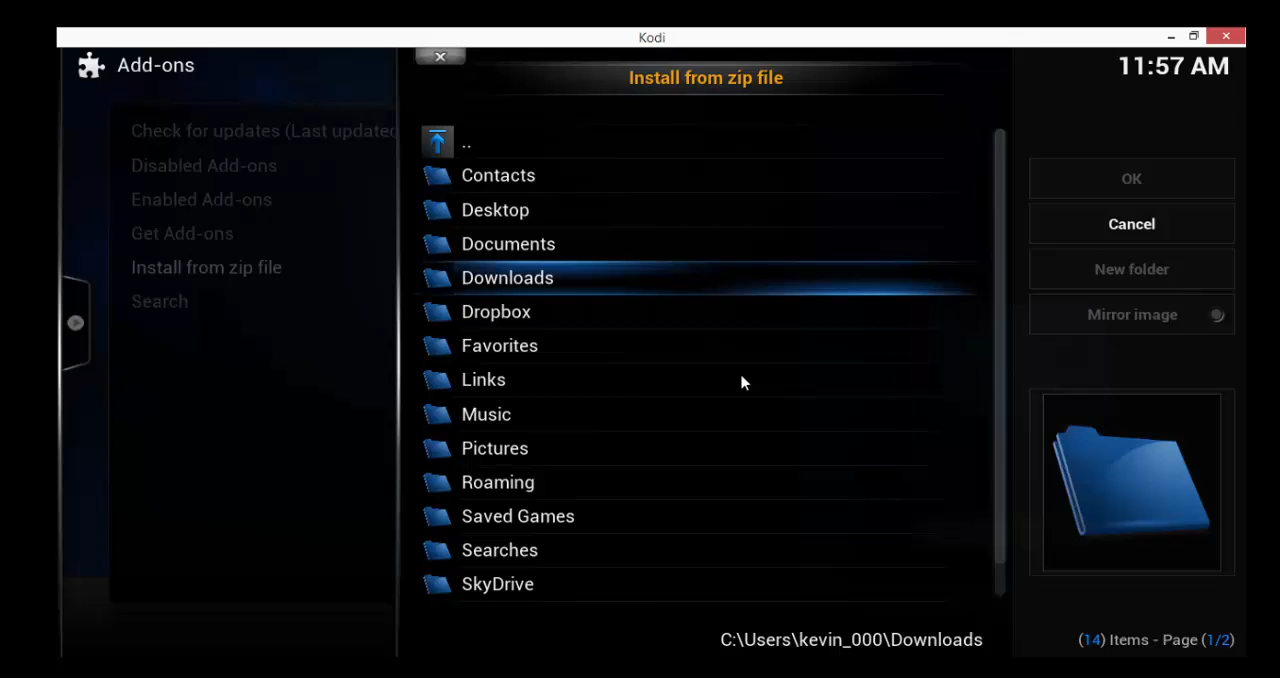 Kodi
Add-ons
11:57 AM
Check for updates (Last updated
Disabled Add-ons
Enabled Add-ons
Get Add-ons
Install from zip file
Search
Install from zip file
..
Contacts
Desktop
Documents
Downloads
Dropbox
Favorites
Links
Music
Pictures
Roaming
Saved Games
Searches
SkyDrive
OK
Cancel
New folder
Mirror image
C:\Users\kevin_000\Downloads
(14) Items - Page (1/2)